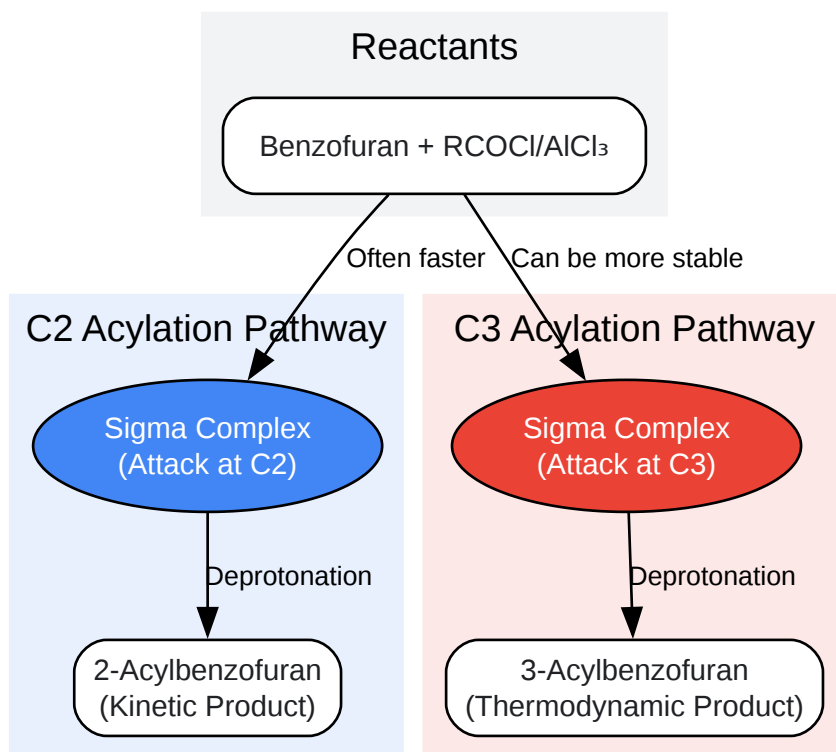 Reactants
Benzofuran + RCOCl/AlCl₃
Often faster
Can be more stable
C2 Acylation Pathway
C3 Acylation Pathway
Sigma Complex
(Attack at C2)
Sigma Complex
(Attack at C3)
Deprotonation
Deprotonation
2-Acylbenzofuran
(Kinetic Product)
3-Acylbenzofuran
(Thermodynamic Product)